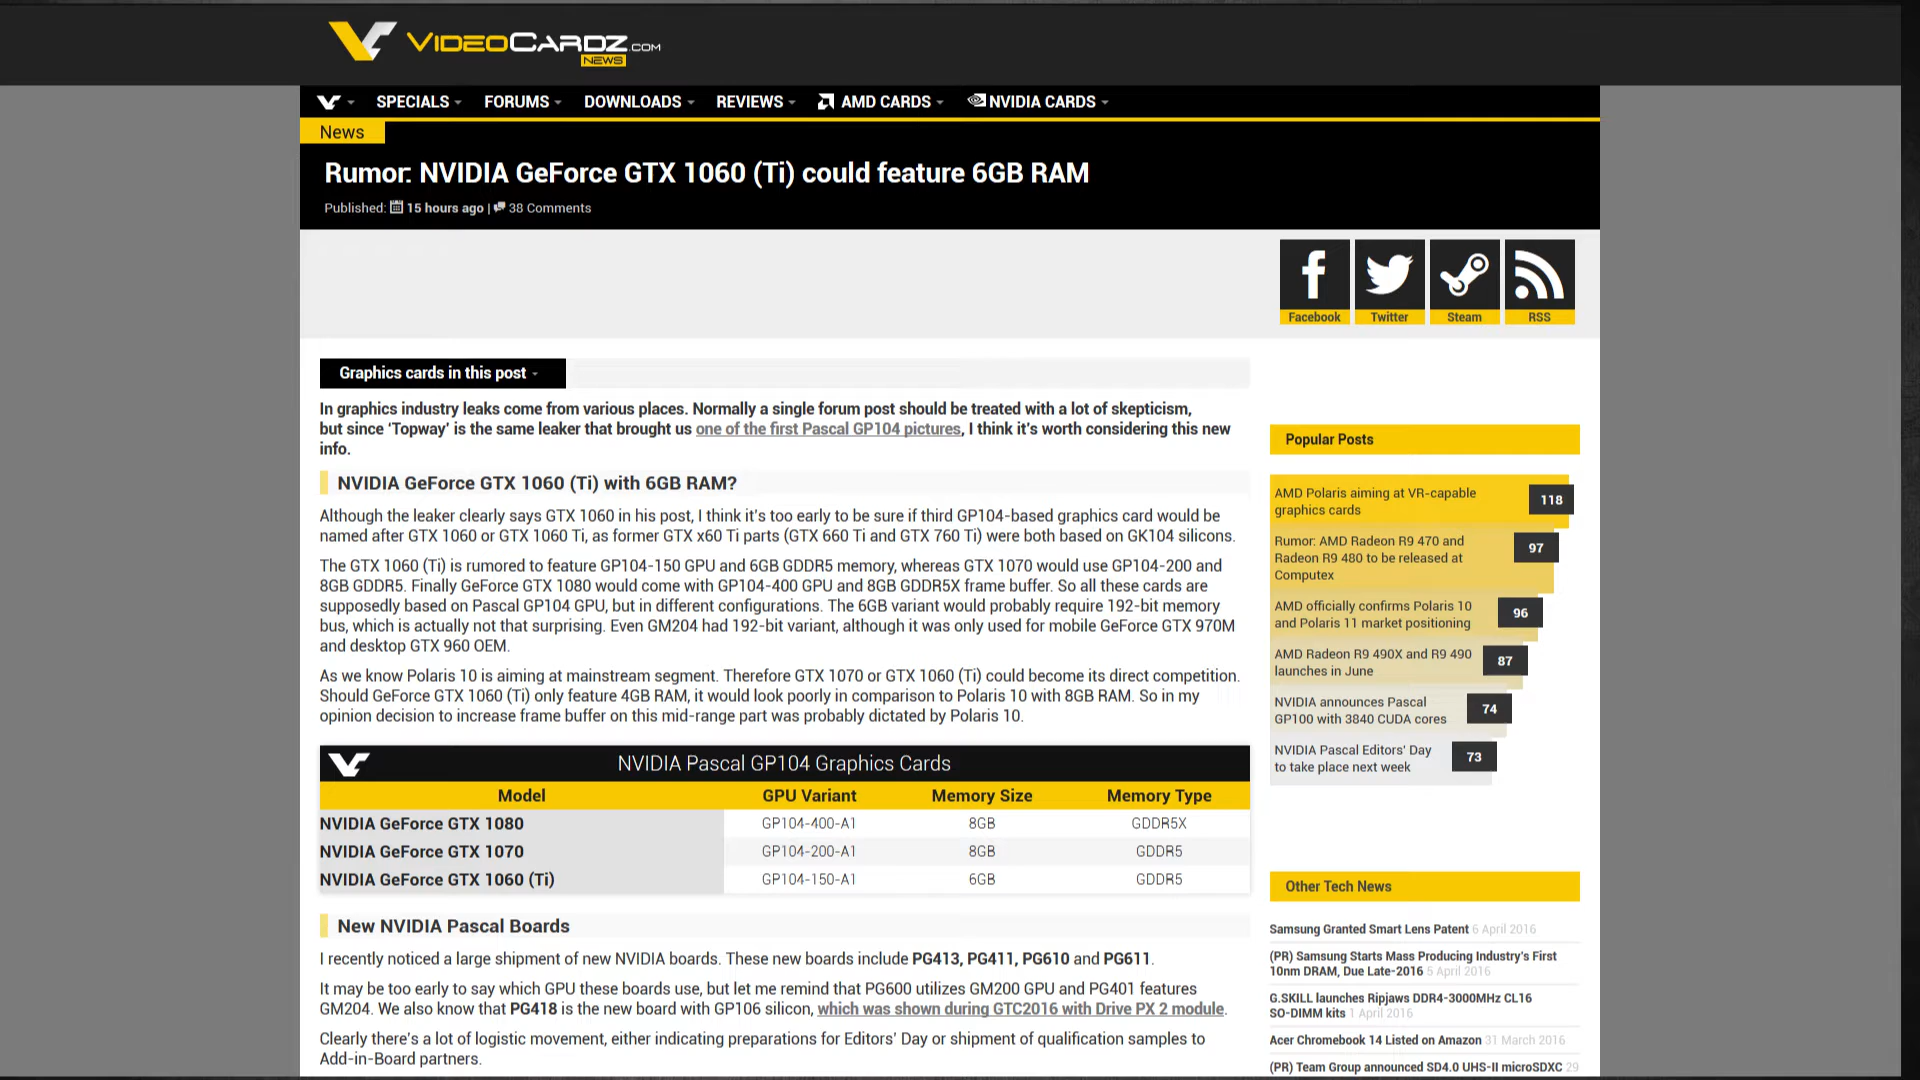 VIDEOCARDZ.COM
NEWS
SPECIALS FORUMS DOWNLOADS REVIEWS AMD CARDS NVIDIA CARDS
News
Rumor: NVIDIA GeForce GTX 1060 (Ti) could feature 6GB RAM
Published: 15 hours ago | 38 Comments
Facebook Twitter Steam RSS
Graphics cards in this post
In graphics industry leaks come from various places. Normally a single forum post should be treated with a lot of skepticism,
but since ‘Topway’ is the same leaker that brought us one of the first Pascal GP104 pictures, I think it’s worth considering this new
info.
NVIDIA GeForce GTX 1060 (Ti) with 6GB RAM?
Although the leaker clearly says GTX 1060 in his post, I think it’s too early to be sure if third GP104-based graphics card would be
named after GTX 1060 or GTX 1060 Ti, as former GTX x60 Ti parts (GTX 660 Ti and GTX 760 Ti) were both based on GK104 silicons.
The GTX 1060 (Ti) is rumored to feature GP104-150 GPU and 6GB GDDR5 memory, whereas GTX 1070 would use GP104-200 and
8GB GDDR5. Finally GeForce GTX 1080 would come with GP104-400 GPU and 8GB GDDR5X frame buffer. So all these cards are
supposedly based on Pascal GP104 GPU, but in different configurations. The 6GB variant would probably require 192-bit memory
bus, which is actually not that surprising. Even GM204 had 192-bit variant, although it was only used for mobile GeForce GTX 970M
and desktop GTX 960 OEM.
As we know Polaris 10 is aiming at mainstream segment. Therefore GTX 1070 or GTX 1060 (Ti) could become its direct competition.
Should GeForce GTX 1060 (Ti) only feature 4GB RAM, it would look poorly in comparison to Polaris 10 with 8GB RAM. So in my
opinion decision to increase frame buffer on this mid-range part was probably dictated by Polaris 10.
NVIDIA Pascal GP104 Graphics Cards
Model GPU Variant Memory Size Memory Type
NVIDIA GeForce GTX 1080 GP104-400-A1 8GB GDDR5X
NVIDIA GeForce GTX 1070 GP104-200-A1 8GB GDDR5
NVIDIA GeForce GTX 1060 (Ti) GP104-150-A1 6GB GDDR5
New NVIDIA Pascal Boards
I recently noticed a large shipment of new NVIDIA boards. These new boards include PG413, PG411, PG610 and PG611.
It may be too early to say which GPU these boards use, but let me remind that PG600 utilizes GM200 GPU and PG401 features
GM204. We also know that PG418 is the new board with GP106 silicon, which was shown during GTC2016 with Drive PX 2 module.
Clearly there’s a lot of logistic movement, either indicating preparations for Editors’ Day or shipment of qualification samples to
Add-in-Board partners.
Popular Posts
AMD Polaris aiming at VR-capable
graphics cards
118
Rumor: AMD Radeon R9 470 and
Radeon R9 480 to be released at
Computex
97
AMD officially confirms Polaris 10
and Polaris 11 market positioning
96
AMD Radeon R9 490X and R9 490
launches in June
87
NVIDIA announces Pascal
GP100 with 3840 CUDA cores
74
NVIDIA Pascal Editors’ Day
to take place next week
73
Other Tech News
Samsung Granted Smart Lens Patent 6 April 2016
(PR) Samsung Starts Mass Producing Industry’s First
10nm DRAM, Due Late-2016 5 April 2016
G.SKILL launches Ripjaws DDR4-3000MHz CL16
SO-DIMM kits 1 April 2016
Acer Chromebook 14 Listed on Amazon 31 March 2016
(PR) Team Group announced SD4.0 UHS-II microSDXC 29